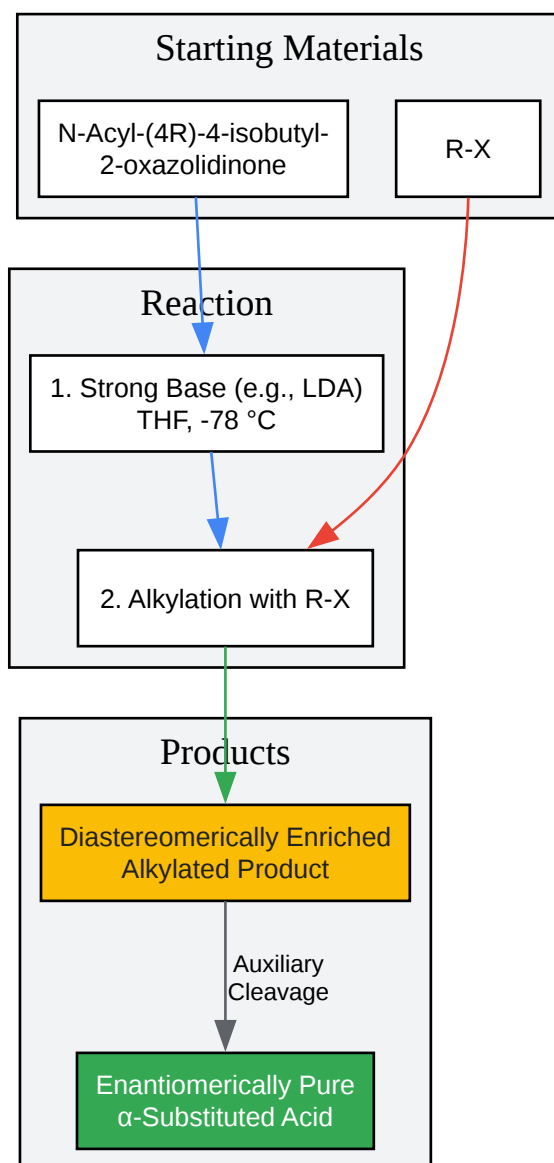 Starting Materials
N-Acyl-(4R)-4-isobutyl-
2-oxazolidinone
R-X
Reaction
1. Strong Base (e.g., LDA)
THF, -78 °C
2. Alkylation with R-X
Products
Diastereomerically Enriched
Alkylated Product
Auxiliary
Cleavage
Enantiomerically Pure
α-Substituted Acid